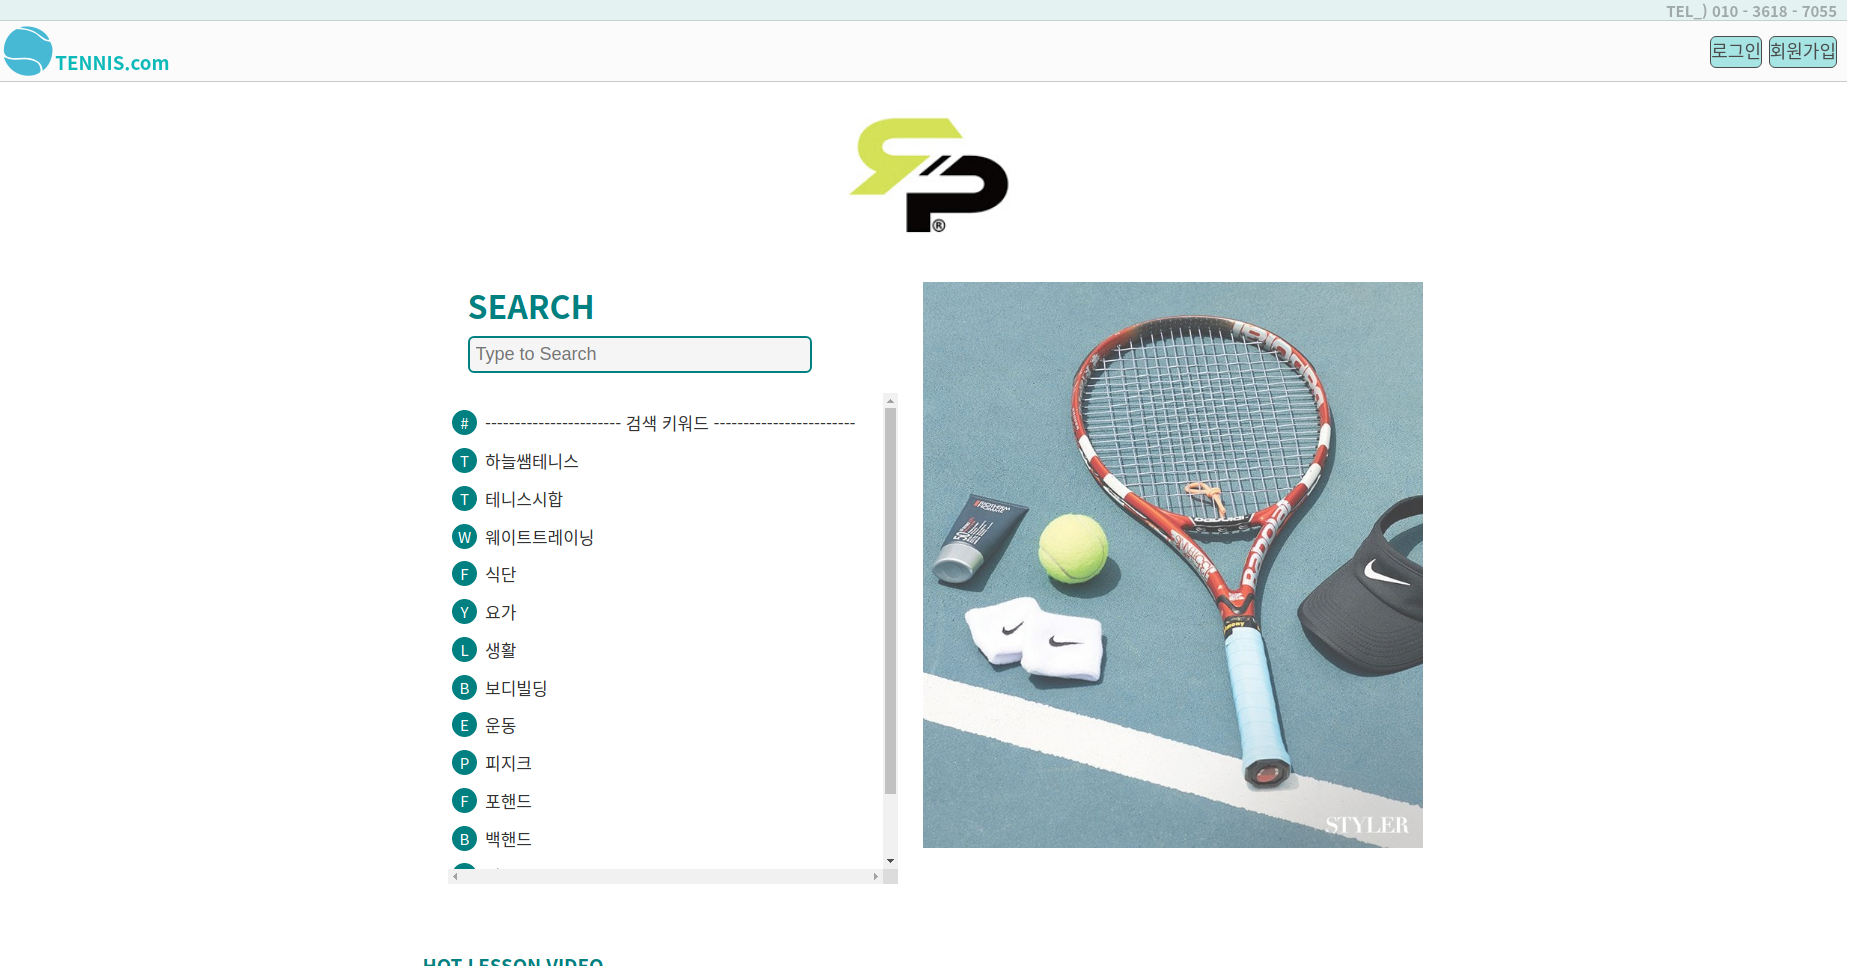 TEL_) 010 - 3618 - 7055
TENNIS.com
로그인 회원가입
RP®
SEARCH
Type to Search
# ----------------------- 검색 키워드 ------------------------
T 하늘쌤테니스
T 테니스시합
W 웨이트트레이닝
F 식단
Y 요가
L 생활
B 보디빌딩
E 운동
P 피지크
F 포핸드
B 백핸드
STYLER
HOT LESSON VIDEO